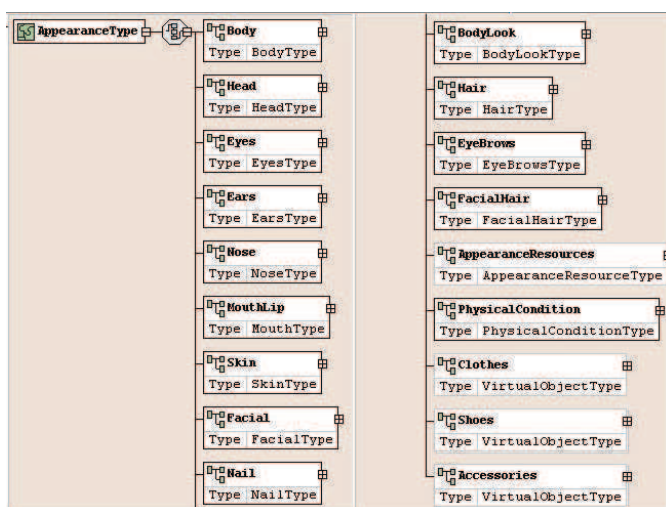 AppearanceType
Body
Type BodyType
Head
Type HeadType
Eyes
Type EyesType
Ears
Type EarsType
Nose
Type NoseType
MouthLip
Type MouthType
Skin
Type SkinType
Facial
Type FacialType
Nail
Type NailType
BodyLook
Type BodyLookType
Hair
Type HairType
EyeBrows
Type EyeBrowsType
FacialHair
Type FacialHairType
AppearanceResources
Type AppearanceResourceType
PhysicalCondition
Type PhysicalConditionType
Clothes
Type VirtualObjectType
Shoes
Type VirtualObjectType
Accessories
Type VirtualObjectType